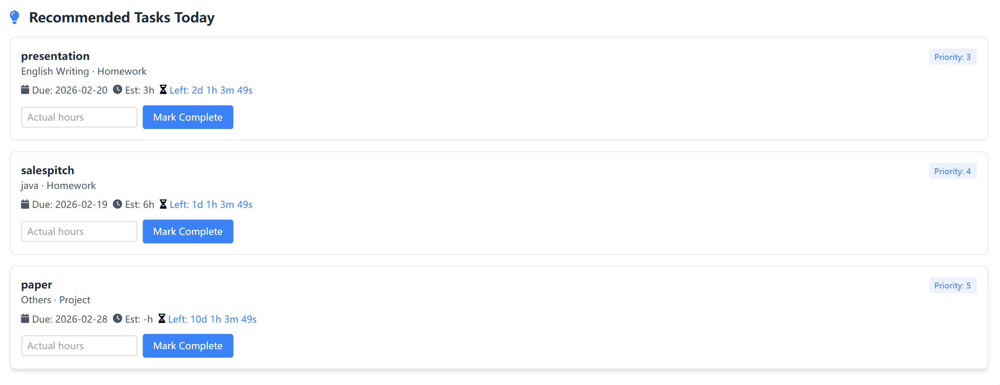 Recommended Tasks Today
presentation
Priority: 3
English Writing · Homework
Due: 2026-02-20 Est: 3h Left: 2d 1h 3m 49s
Actual hours Mark Complete
salespitch
Priority: 4
java · Homework
Due: 2026-02-19 Est: 6h Left: 1d 1h 3m 49s
Actual hours Mark Complete
paper
Priority: 5
Others · Project
Due: 2026-02-28 Est: -h Left: 10d 1h 3m 49s
Actual hours Mark Complete